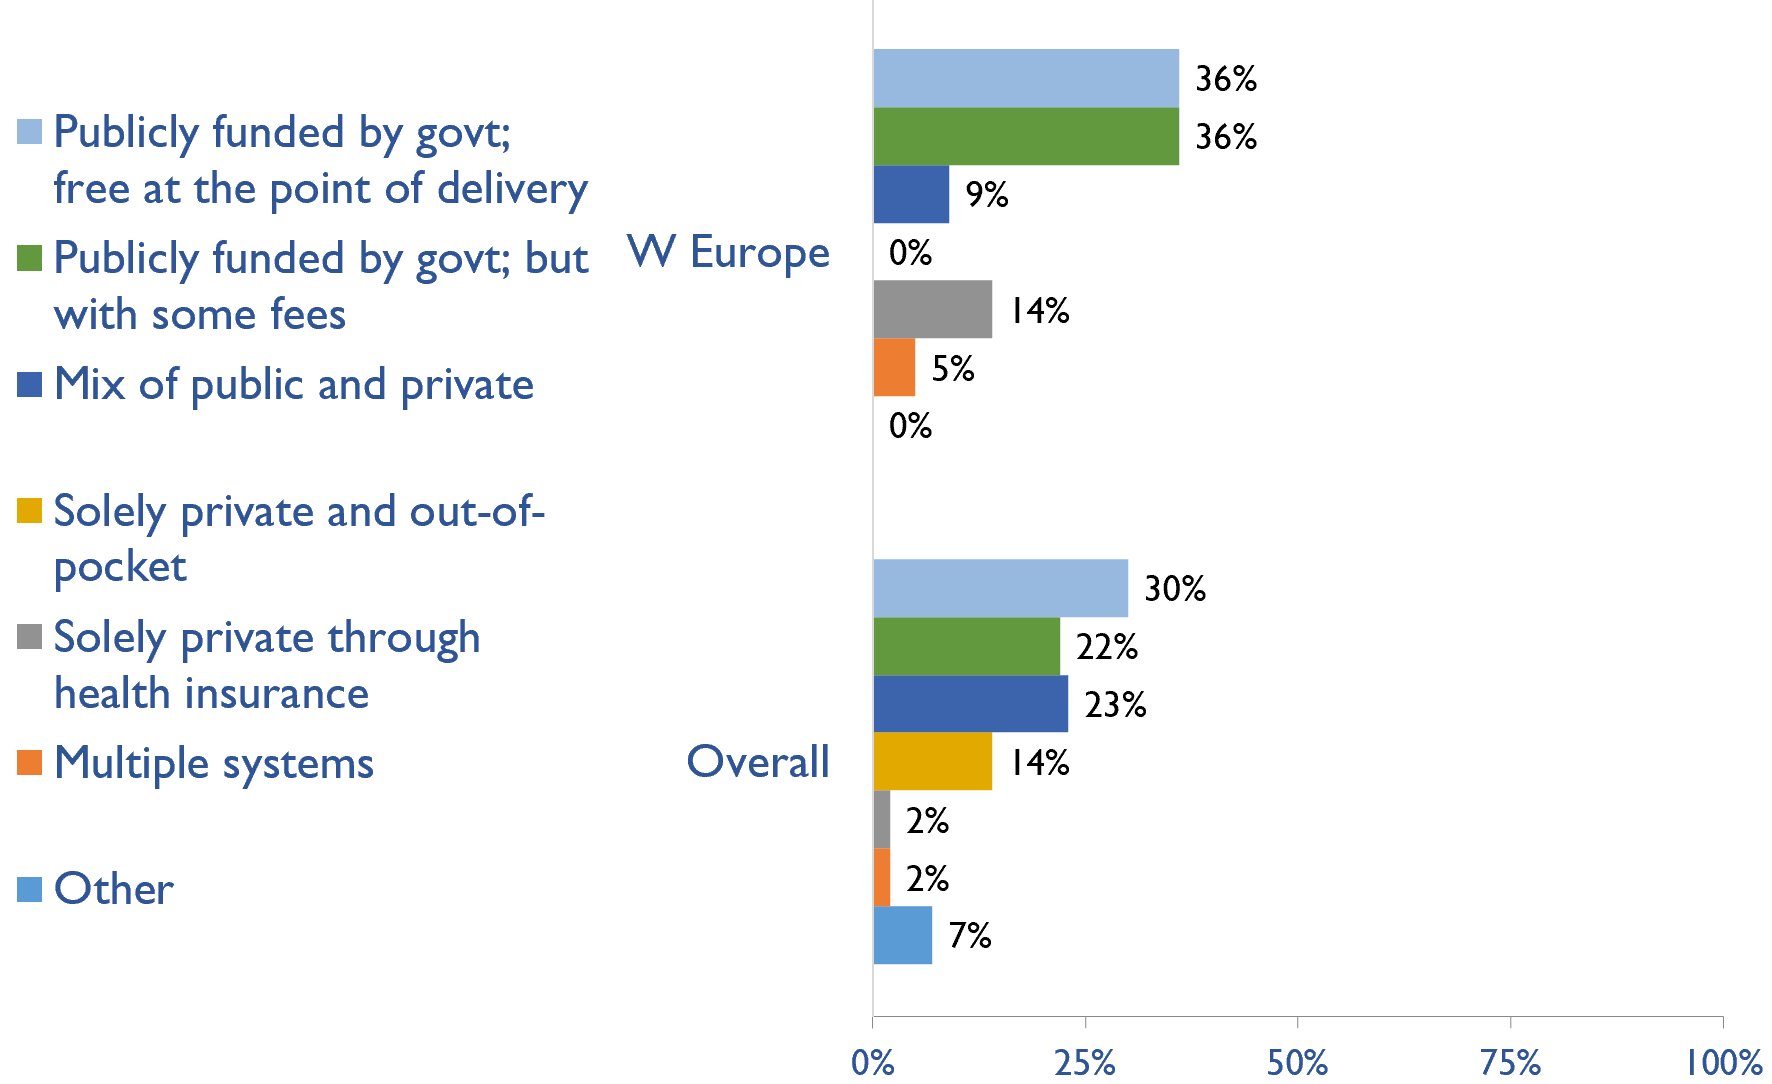 Publicly funded by govt;
free at the point of delivery
Publicly funded by govt; but
with some fees
Mix of public and private
Solely private and out-of-
pocket
Solely private through
health insurance
Multiple systems
Other
W Europe
36%
36%
9%
0%
14%
5%
0%
Overall
30%
22%
23%
14%
2%
2%
7%
0%
25%
50%
75%
100%